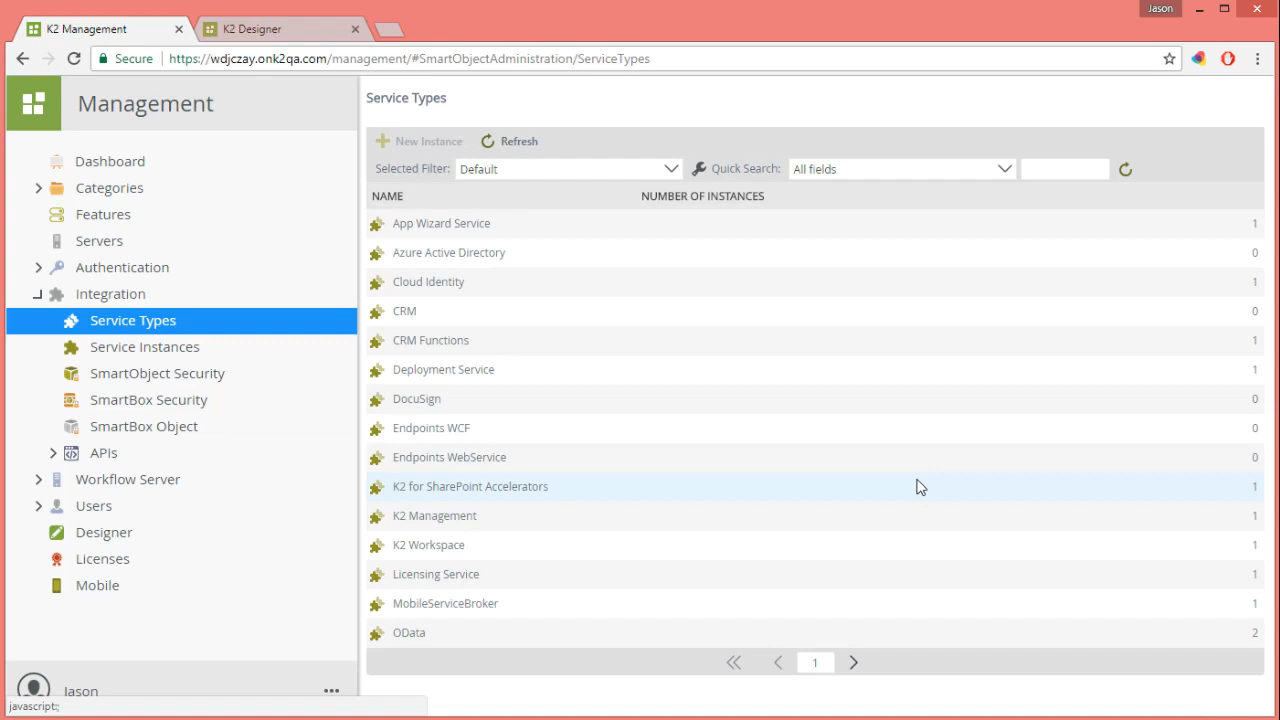 K2 Management
K2 Designer
Jason
Secure
https://wdjczay.onk2qa.com/management/#SmartObjectAdministration/ServiceTypes
Management
Dashboard
Categories
Features
Servers
Authentication
Integration
Service Types
Service Instances
SmartObject Security
SmartBox Security
SmartBox Object
APIs
Workflow Server
Users
Designer
Licenses
Mobile
Jason
javascript:;
Service Types
New Instance Refresh
Selected Filter: Default Quick Search: All fields
NAME NUMBER OF INSTANCES
App Wizard Service 1
Azure Active Directory 0
Cloud Identity 1
CRM 0
CRM Functions 1
Deployment Service 1
DocuSign 0
Endpoints WCF 0
Endpoints WebService 0
K2 for SharePoint Accelerators 1
K2 Management 1
K2 Workspace 1
Licensing Service 1
MobileServiceBroker 1
OData 2
1